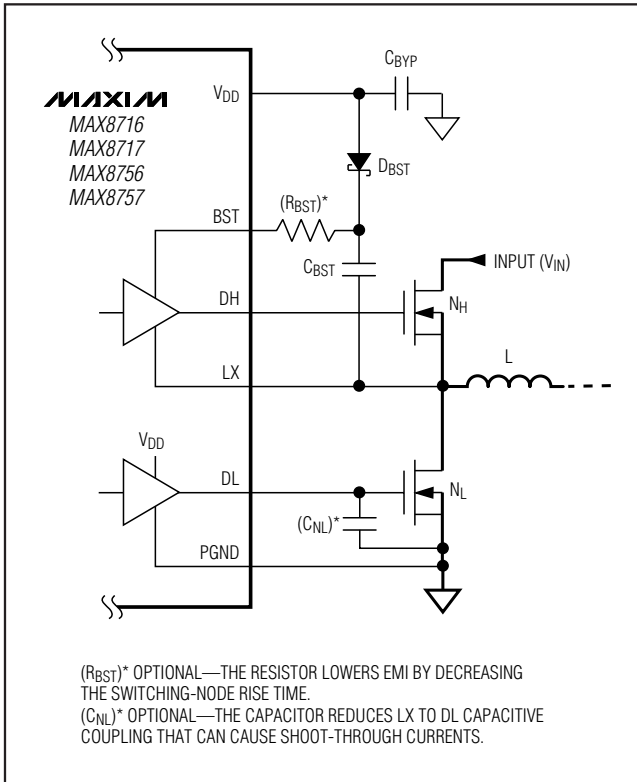 CBYP
VDD
MAXIM
MAX8716
MAX8717
MAX8756
MAX8757
DBST
(RBST)*
BST
CBST
INPUT (VIN)
DH
NH
L
LX
VDD
DL
NL
(CNL)*
PGND
(RBST)* OPTIONAL—THE RESISTOR LOWERS EMI BY DECREASING
THE SWITCHING-NODE RISE TIME.
(CNL)* OPTIONAL—THE CAPACITOR REDUCES LX TO DL CAPACITIVE
COUPLING THAT CAN CAUSE SHOOT-THROUGH CURRENTS.